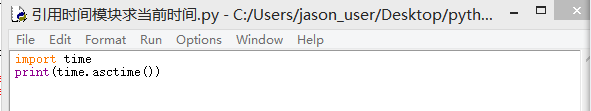 引用时间模块求当前时间.py - C:/Users/jason_user/Desktop/pyth...
File Edit Format Run Options Window Help
import time
print(time.asctime())